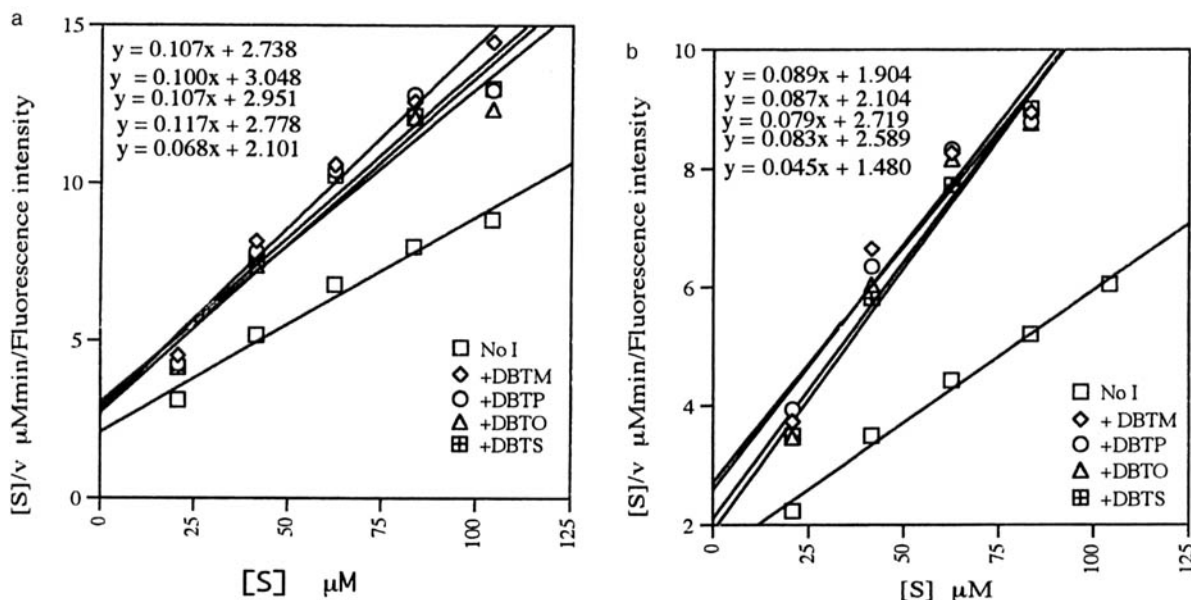 a
15
y = 0.107x + 2.738
y = 0.100x + 3.048
y = 0.107x + 2.951
y = 0.117x + 2.778
y = 0.068x + 2.101
10
5
0
[S]/v μMmin/Fluorescence intensity
No I
+DBTM
+DBTP
+DBTO
+DBTS
0
25
50
75
100
125
[S] μM
b
10
y = 0.089x + 1.904
y = 0.087x + 2.104
y = 0.079x + 2.719
y = 0.083x + 2.589
y = 0.045x + 1.480
8
6
4
2
[S]/v μMmin/Fluorescence intensity
No I
+ DBTM
+DBTP
+DBTO
+DBTS
0
25
50
75
100
125
[S] μM